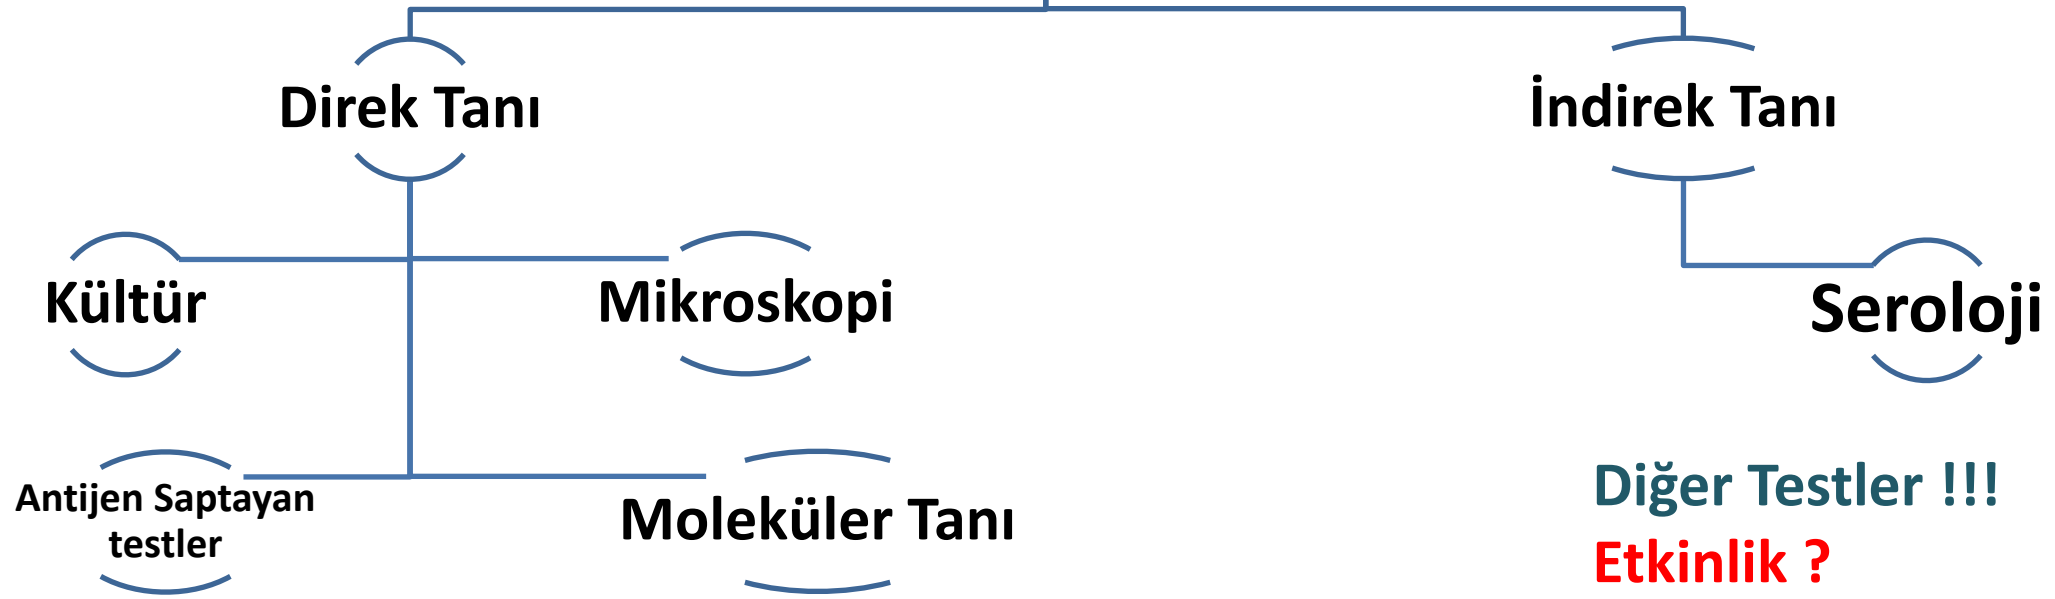 Direk Tanı
İndirek Tanı
Kültür
Mikroskopi
Seroloji
Antijen Saptayan
testler
Moleküler Tanı
Diğer Testler !!!
Etkinlik ?